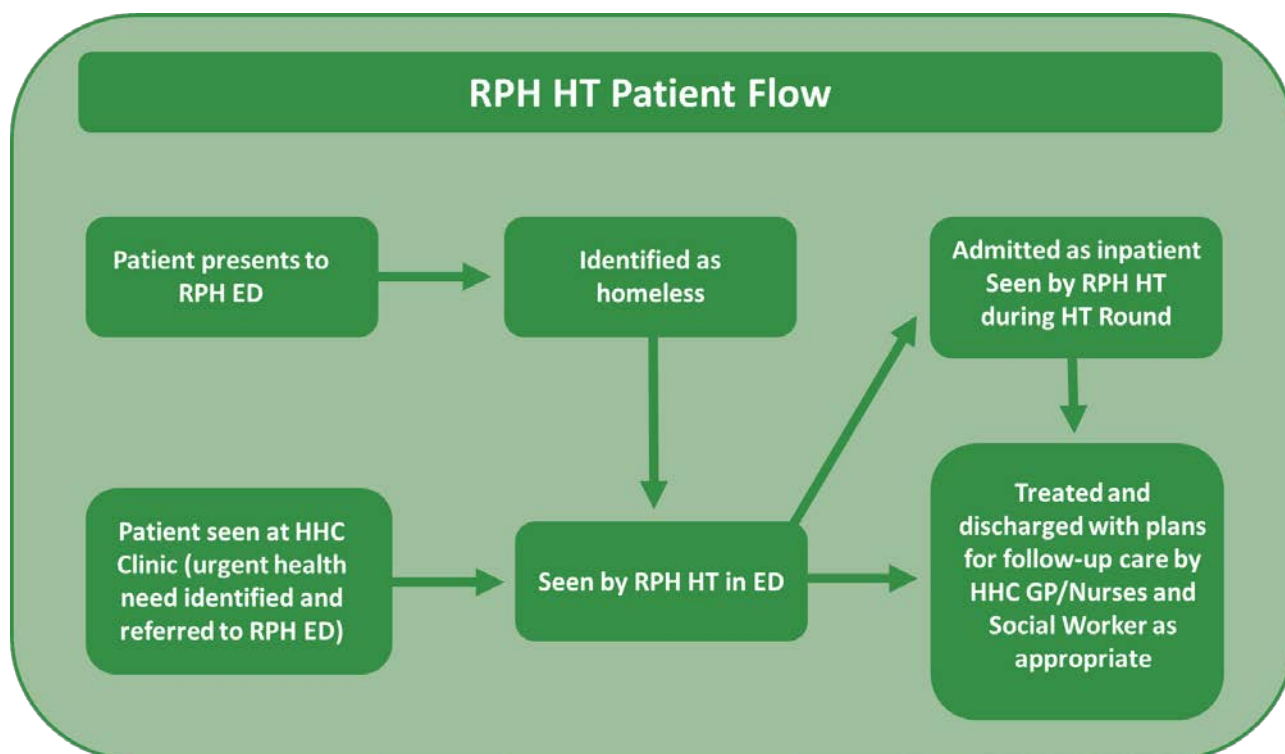 RPH HT Patient Flow
Patient presents to
RPH ED
Identified as
homeless
Admitted as inpatient
Seen by RPH HT
during HT Round
Patient seen at HHC
Clinic (urgent health
need identified and
referred to RPH ED)
Seen by RPH HT in ED
Treated and
discharged with plans
for follow-up care by
HHC GP/Nurses and
Social Worker as
appropriate